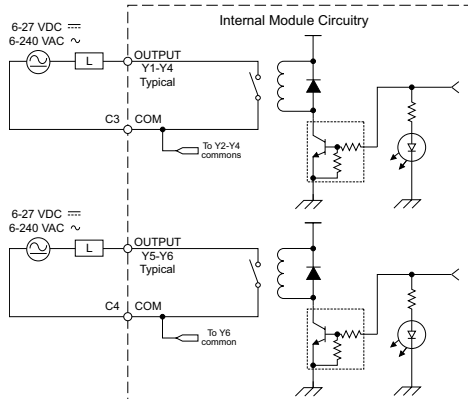 Internal Module Circuitry
6-27 VDC ⎓
6-240 VAC ∿
L
OUTPUT
Y1-Y4
Typical
C3
COM
To Y2-Y4
commons
6-27 VDC ⎓
6-240 VAC ∿
L
OUTPUT
Y5-Y6
Typical
C4
COM
To Y6
common